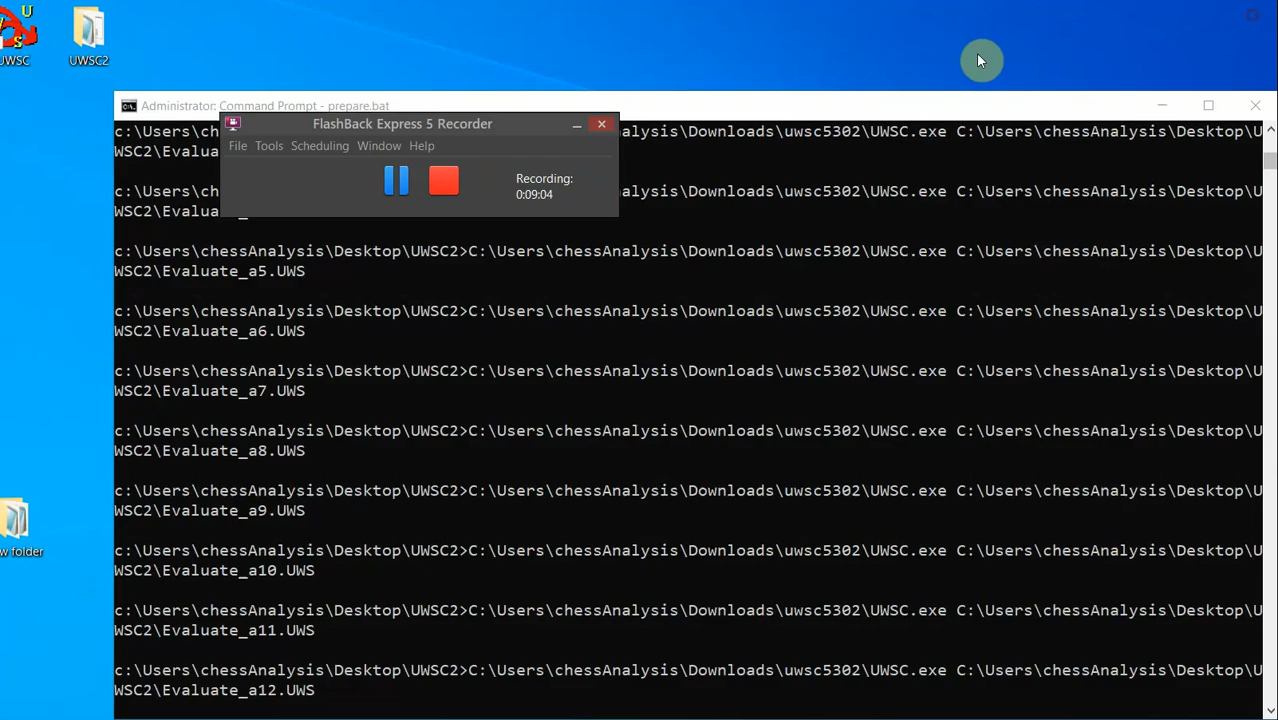 U
S
UWSC
UWSC2
Administrator: Command Prompt - prepare.bat
FlashBack Express 5 Recorder
File Tools Scheduling Window Help
Recording:
0:09:04
c:\Users\ch
lAnalysis\Downloads\uwsc5302\UWSC.exe C:\Users\chessAnalysis\Desktop\U
WSC2\Evalua
c:\Users\ch
lAnalysis\Downloads\uwsc5302\UWSC.exe C:\Users\chessAnalysis\Desktop\U
WSC2\Evalua
c:\Users\chessAnalysis\Desktop\UWSC2>C:\Users\chessAnalysis\Downloads\uwsc5302\UWSC.exe C:\Users\chessAnalysis\Desktop\U
WSC2\Evaluate_a5.UWS
c:\Users\chessAnalysis\Desktop\UWSC2>C:\Users\chessAnalysis\Downloads\uwsc5302\UWSC.exe C:\Users\chessAnalysis\Desktop\U
WSC2\Evaluate_a6.UWS
c:\Users\chessAnalysis\Desktop\UWSC2>C:\Users\chessAnalysis\Downloads\uwsc5302\UWSC.exe C:\Users\chessAnalysis\Desktop\U
WSC2\Evaluate_a7.UWS
c:\Users\chessAnalysis\Desktop\UWSC2>C:\Users\chessAnalysis\Downloads\uwsc5302\UWSC.exe C:\Users\chessAnalysis\Desktop\U
WSC2\Evaluate_a8.UWS
c:\Users\chessAnalysis\Desktop\UWSC2>C:\Users\chessAnalysis\Downloads\uwsc5302\UWSC.exe C:\Users\chessAnalysis\Desktop\U
WSC2\Evaluate_a9.UWS
c:\Users\chessAnalysis\Desktop\UWSC2>C:\Users\chessAnalysis\Downloads\uwsc5302\UWSC.exe C:\Users\chessAnalysis\Desktop\U
WSC2\Evaluate_a10.UWS
c:\Users\chessAnalysis\Desktop\UWSC2>C:\Users\chessAnalysis\Downloads\uwsc5302\UWSC.exe C:\Users\chessAnalysis\Desktop\U
WSC2\Evaluate_a11.UWS
c:\Users\chessAnalysis\Desktop\UWSC2>C:\Users\chessAnalysis\Downloads\uwsc5302\UWSC.exe C:\Users\chessAnalysis\Desktop\U
WSC2\Evaluate_a12.UWS
w folder